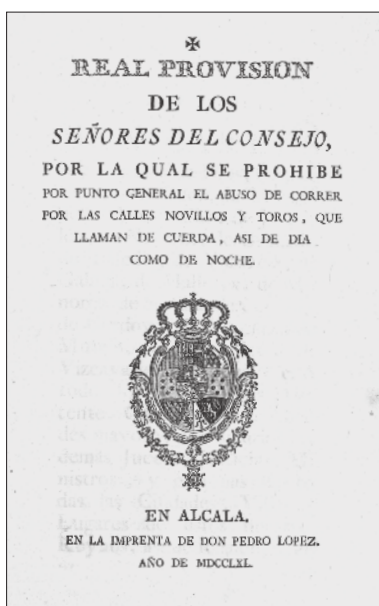 REAL PROVISION
DE LOS
SEÑORES DEL CONSEJO,
POR LA QUAL SE PROHIBE
POR PUNTO GENERAL EL ABUSO DE CORRER
POR LAS CALLES NOVILLOS Y TOROS, QUE
LLAMAN DE CUERDA, ASI DE DIA
COMO DE NOCHE.
EN ALCALA,
EN LA IMPRENTA DE DON PEDRO LOPEZ.
AÑO DE MDCCLXL.